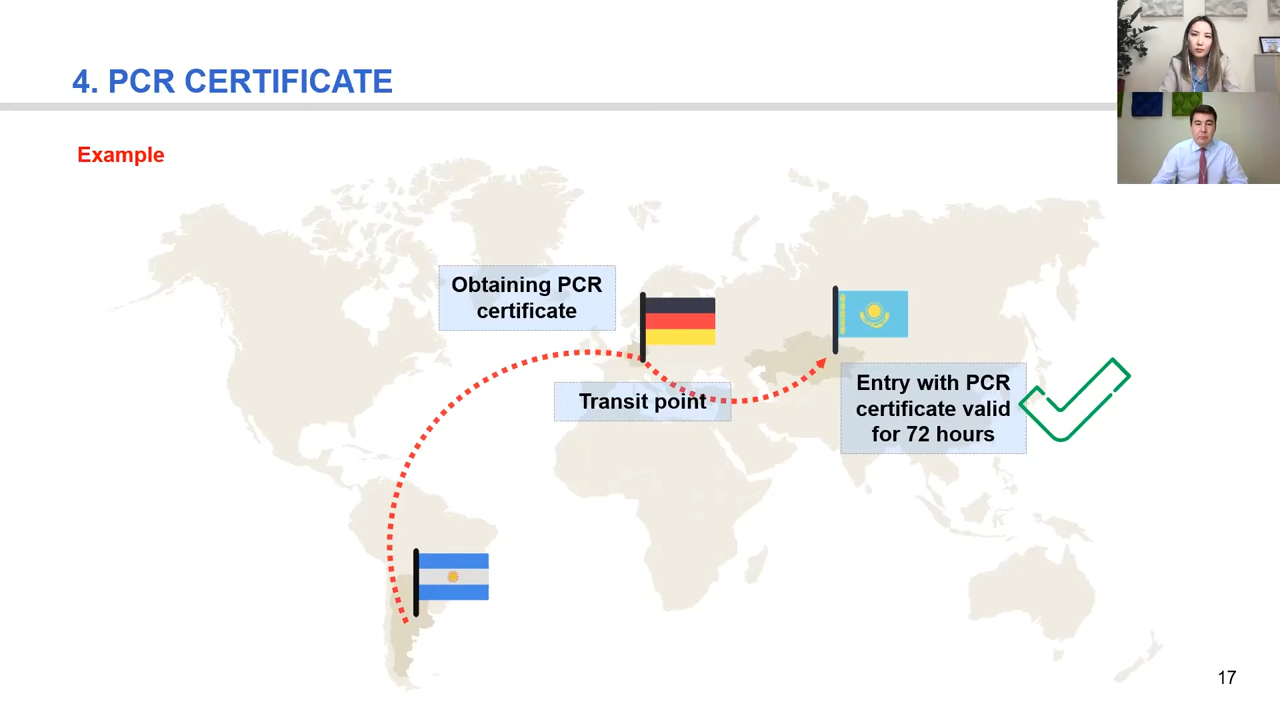 4. PCR CERTIFICATE
Example
Obtaining PCR
certificate
Transit point
Entry with PCR
certificate valid
for 72 hours
17